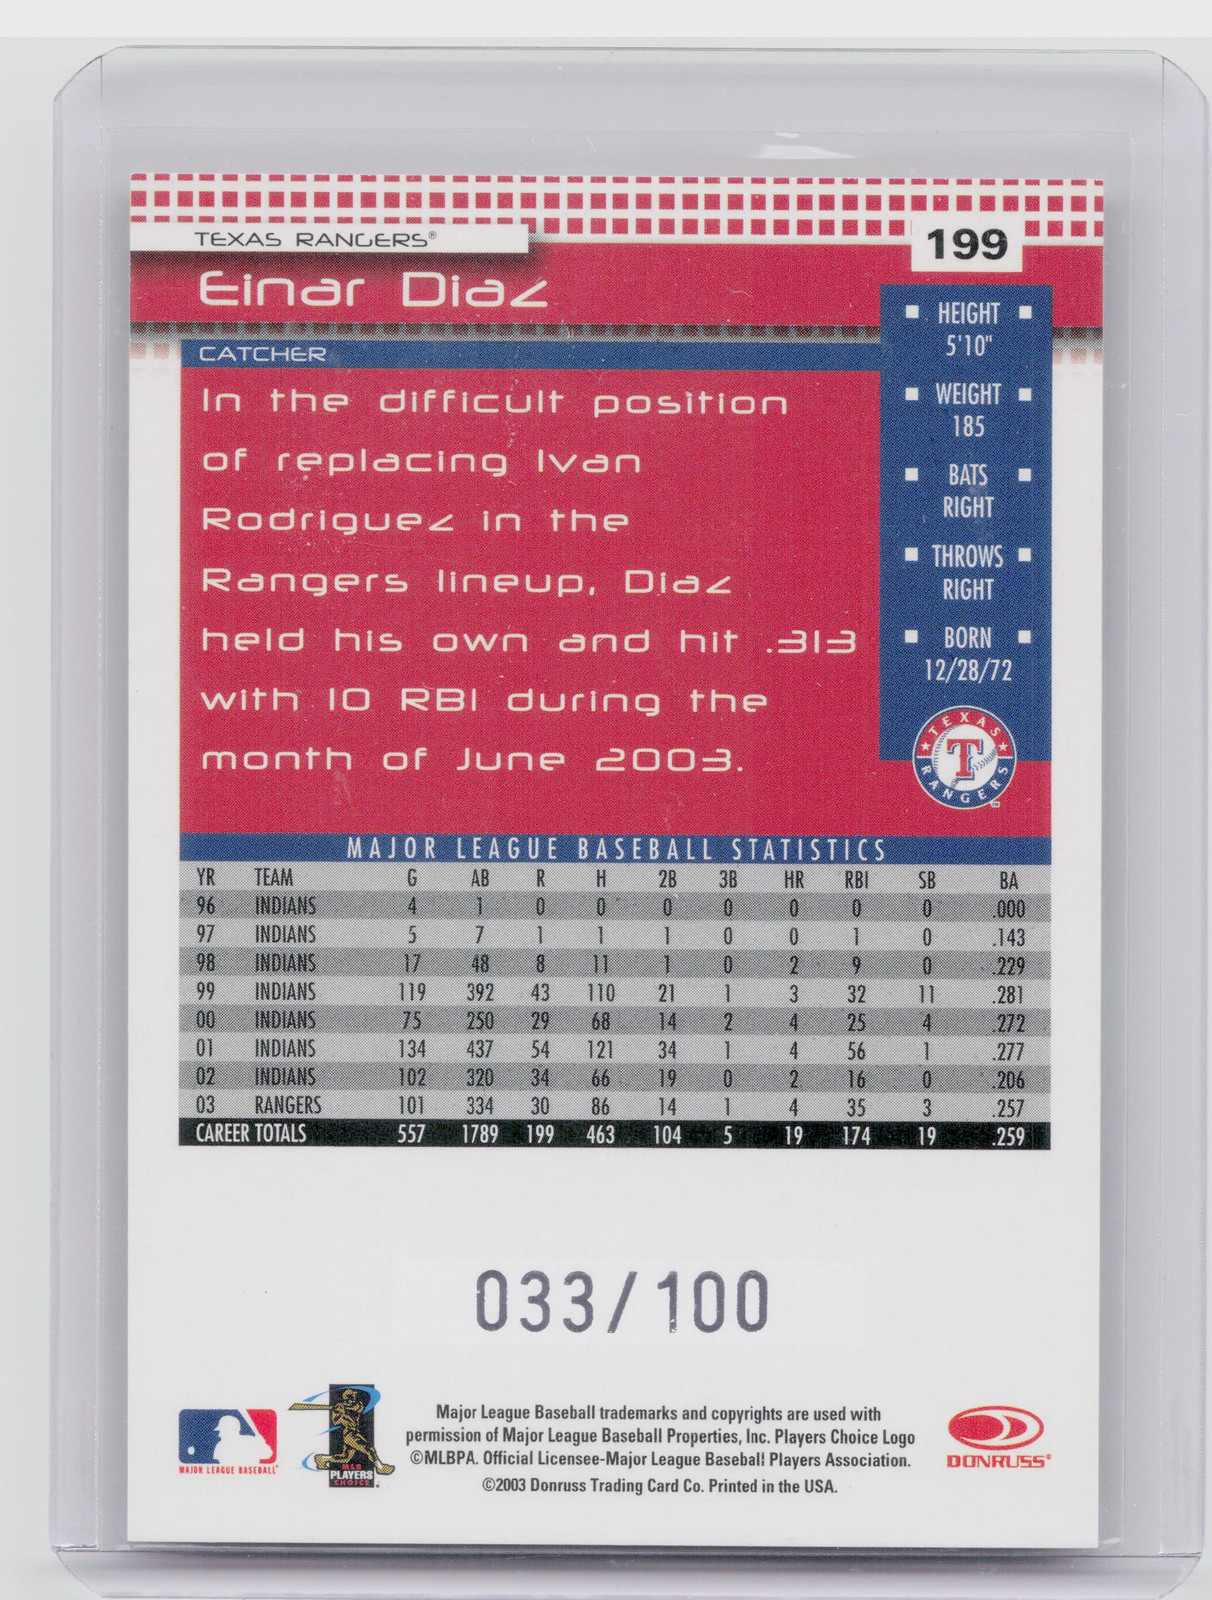 TEXAS RANGERS®
199
Einar Diaz
CATCHER
In the difficult position
of replacing Ivan
Rodriguez in the
Rangers lineup, Diaz
held his own and hit .313
with 10 RBI during the
month of June 2003.
HEIGHT
5'10"
WEIGHT
185
BATS
RIGHT
THROWS
RIGHT
BORN
12/28/72
TEXAS
T
RANGERS
MAJOR LEAGUE BASEBALL STATISTICS
YR TEAM G AB R H 2B 3B HR RBI SB BA
96 INDIANS 4 1 0 0 0 0 0 0 0 .000
97 INDIANS 5 7 1 1 1 0 0 1 0 .143
98 INDIANS 17 48 8 11 1 0 2 9 0 .229
99 INDIANS 119 392 43 110 21 1 3 32 11 .281
00 INDIANS 75 250 29 68 14 2 4 25 4 .272
01 INDIANS 134 437 54 121 34 1 4 56 1 .277
02 INDIANS 102 320 34 66 19 0 2 16 0 .206
03 RANGERS 101 334 30 86 14 1 4 35 3 .257
CAREER TOTALS 557 1789 199 463 104 5 19 174 19 .259
033/100
MAJOR LEAGUE BASEBALL
MLB
PLAYERS
CHOICE
Major League Baseball trademarks and copyrights are used with
permission of Major League Baseball Properties, Inc. Players Choice Logo
©MLBPA. Official Licensee-Major League Baseball Players Association.
©2003 Donruss Trading Card Co. Printed in the USA.
DONRUSS®